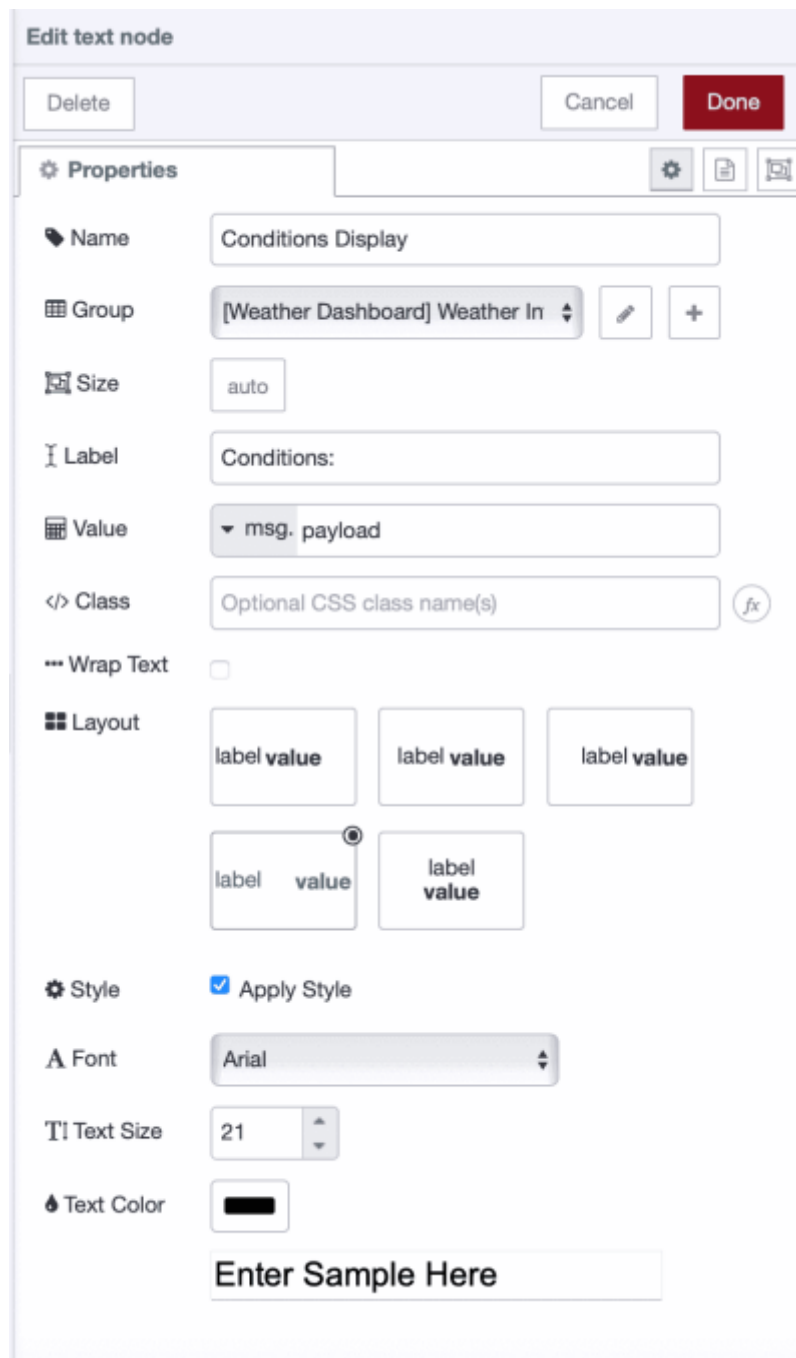 Edit text node
Delete Cancel Done
Properties
Name Conditions Display
Group [Weather Dashboard] Weather In
Size auto
Label Conditions:
Value msg. payload
</> Class Optional CSS class name(s) fx
Wrap Text
Layout label value label value label value
label value label
value
Style Apply Style
Font Arial
Text Size 21
Text Color
Enter Sample Here